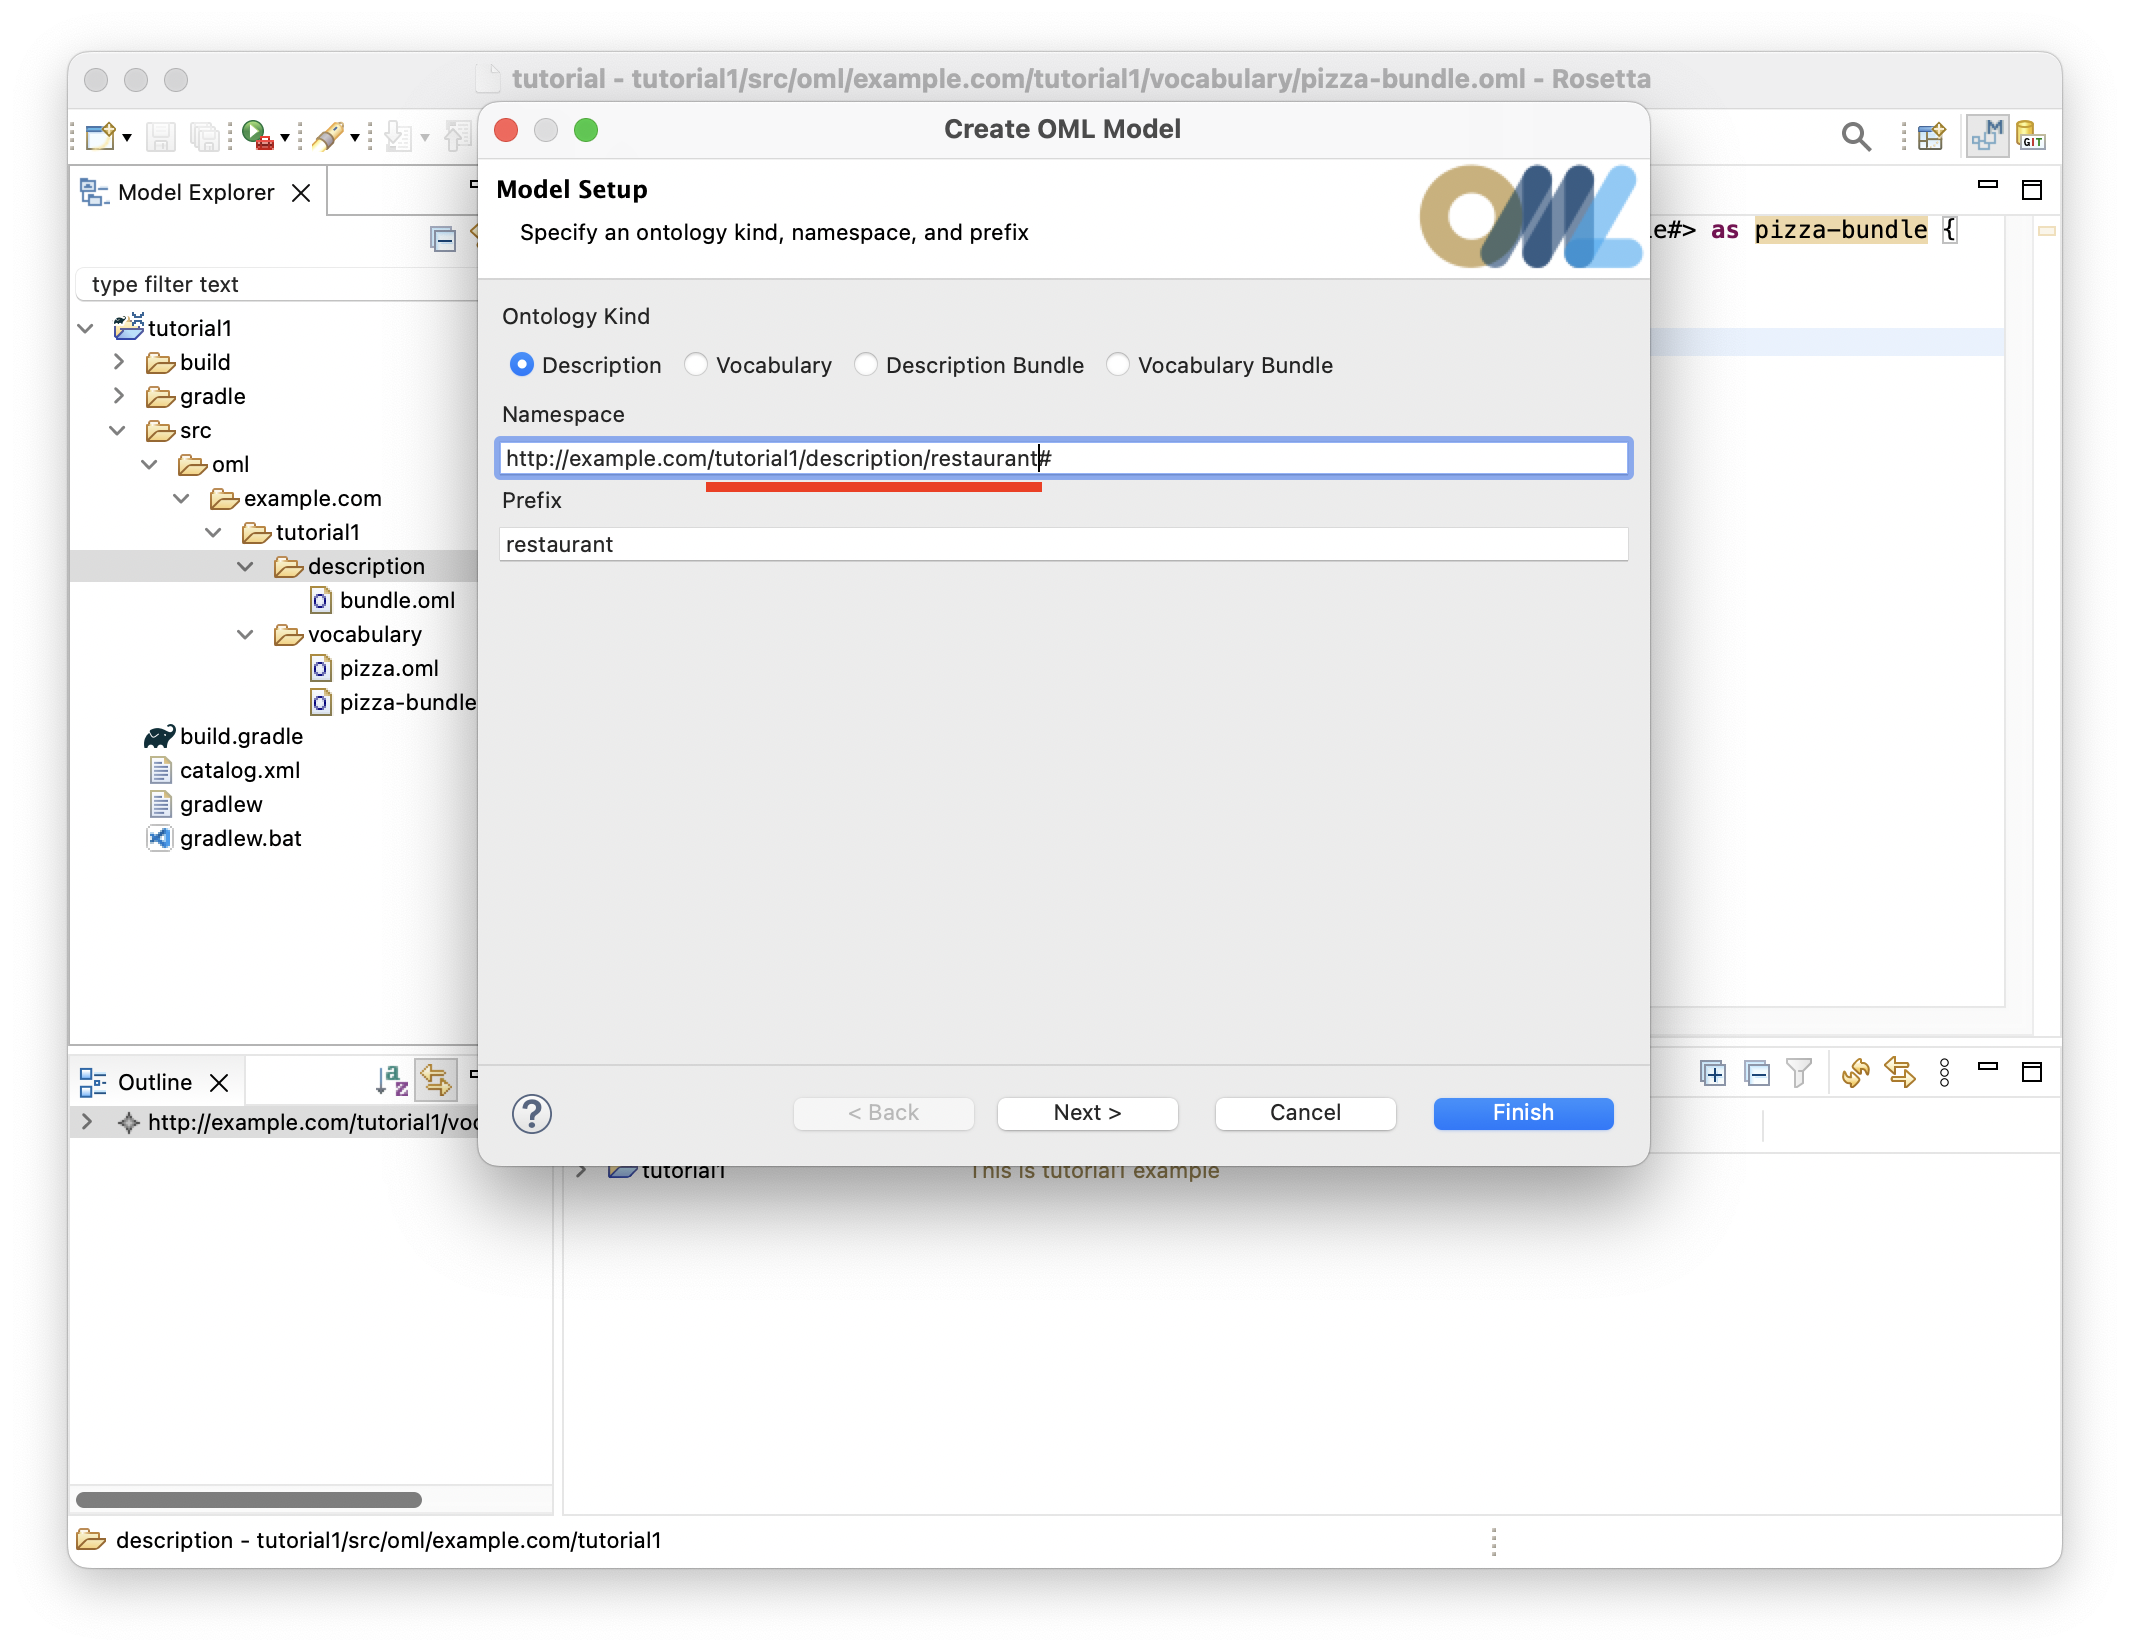 tutorial - tutorial1/src/oml/example.com/tutorial1/vocabulary/pizza-bundle.oml - Rosetta
Create OML Model
Model Explorer
Model Setup
Specify an ontology kind, namespace, and prefix
OML
e#> as pizza-bundle {
type filter text
tutorial1
build
gradle
src
oml
example.com
tutorial1
description
bundle.oml
vocabulary
pizza.oml
pizza-bundle
build.gradle
catalog.xml
gradlew
gradlew.bat
Ontology Kind
Description Vocabulary Description Bundle Vocabulary Bundle
Namespace
http://example.com/tutorial1/description/restaurant#
Prefix
restaurant
< Back Next > Cancel Finish
Outline
http://example.com/tutorial1/voc
tutorial1 This is tutorial1 example
description - tutorial1/src/oml/example.com/tutorial1
M
GIT